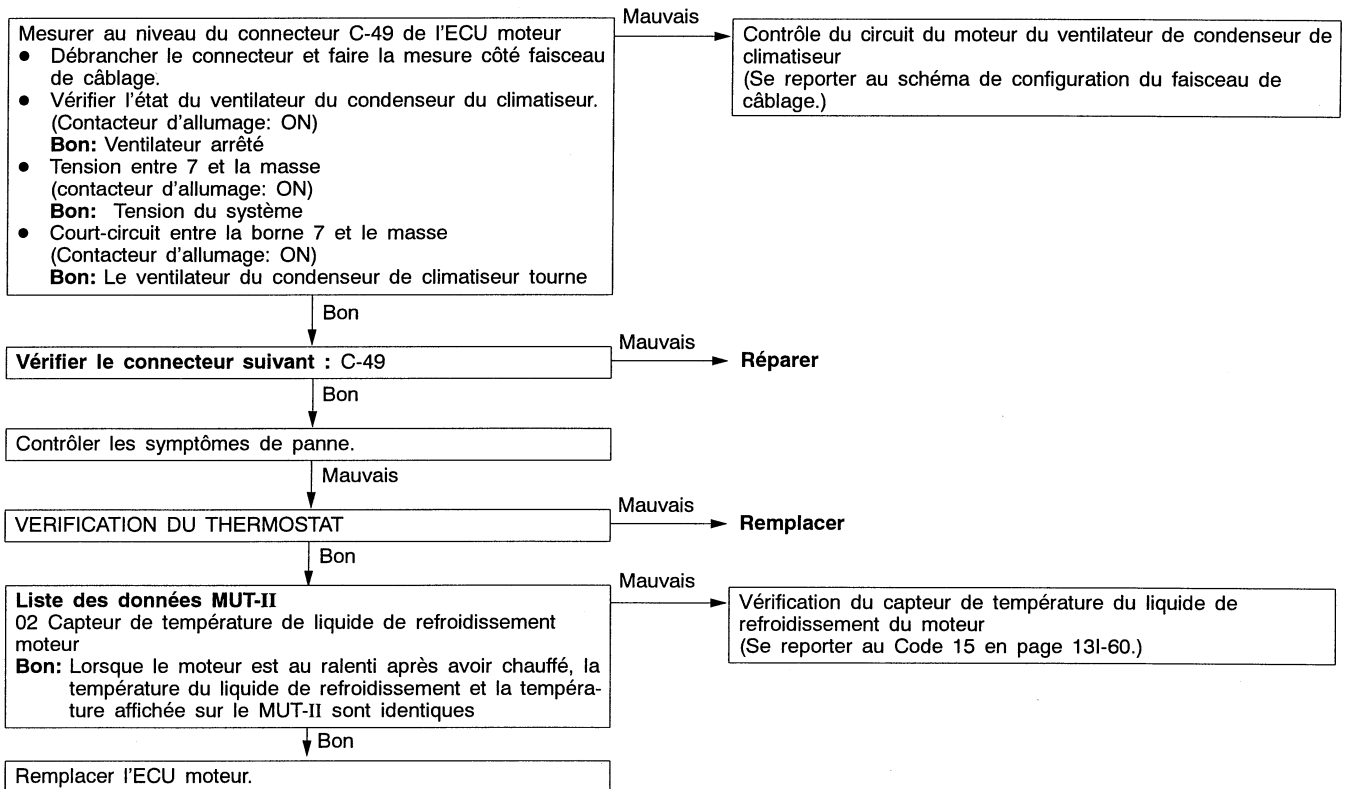 Mesurer au niveau du connecteur C-49 de l'ECU moteur
● Débrancher le connecteur et faire la mesure côté faisceau
de câblage.
● Vérifier l'état du ventilateur du condenseur du climatiseur.
(Contacteur d'allumage: ON)
Bon: Ventilateur arrêté
● Tension entre 7 et la masse
(contacteur d'allumage: ON)
Bon: Tension du système
● Court-circuit entre la borne 7 et le masse
(Contacteur d'allumage: ON)
Bon: Le ventilateur du condenseur de climatiseur tourne
Mauvais
Contrôle du circuit du moteur du ventilateur de condenseur de
climatiseur
(Se reporter au schéma de configuration du faisceau de
câblage.)
Bon
Vérifier le connecteur suivant : C-49
Mauvais
Réparer
Bon
Contrôler les symptômes de panne.
Mauvais
VERIFICATION DU THERMOSTAT
Mauvais
Remplacer
Bon
Liste des données MUT-II
02 Capteur de température de liquide de refroidissement
moteur
Bon: Lorsque le moteur est au ralenti après avoir chauffé, la
température du liquide de refroidissement et la tempéra-
ture affichée sur le MUT-II sont identiques
Mauvais
Vérification du capteur de température du liquide de
refroidissement du moteur
(Se reporter au Code 15 en page 13I-60.)
Bon
Remplacer l'ECU moteur.